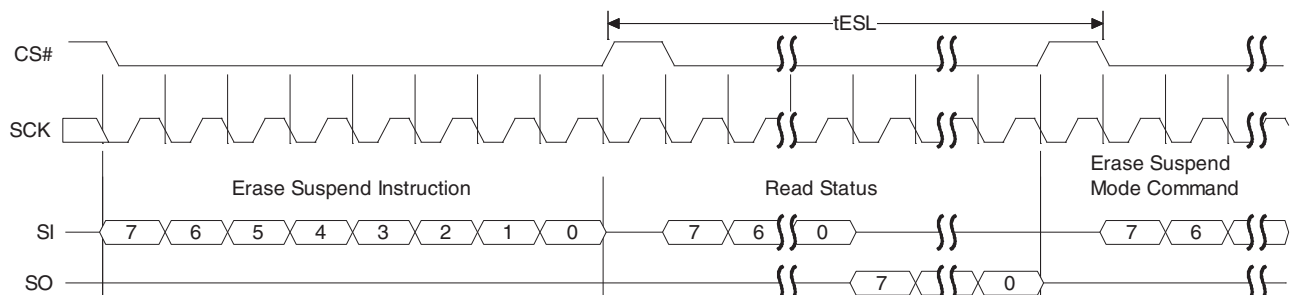 tESL
CS#
SCK
Erase Suspend Instruction
Read Status
Erase Suspend
Mode Command
SI 7 6 5 4 3 2 1 0 7 6 0 7 6
SO 7 0